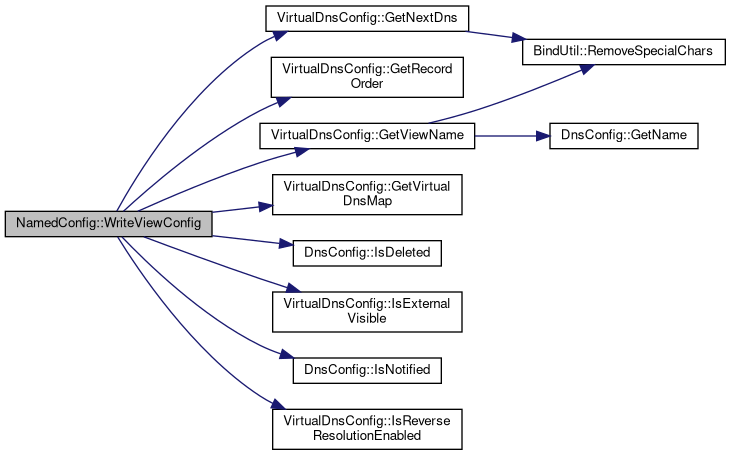 VirtualDnsConfig::GetNextDns
BindUtil::RemoveSpecialChars
VirtualDnsConfig::GetRecord
Order
VirtualDnsConfig::GetViewName
DnsConfig::GetName
VirtualDnsConfig::GetVirtual
DnsMap
NamedConfig::WriteViewConfig
DnsConfig::IsDeleted
VirtualDnsConfig::IsExternal
Visible
DnsConfig::IsNotified
VirtualDnsConfig::IsReverse
ResolutionEnabled